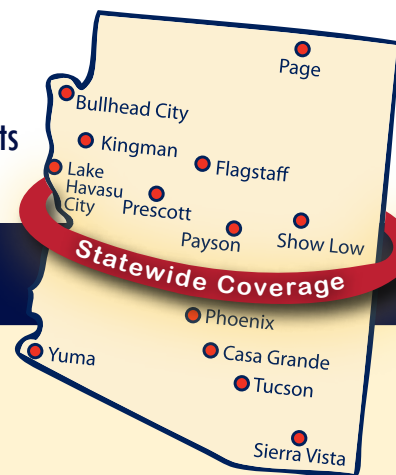 Page
Bullhead City
ts
Kingman
Flagstaff
Lake
Havasu
City
Prescott
Payson
Show Low
Statewide Coverage
Phoenix
Yuma
Casa Grande
Tucson
Sierra Vista